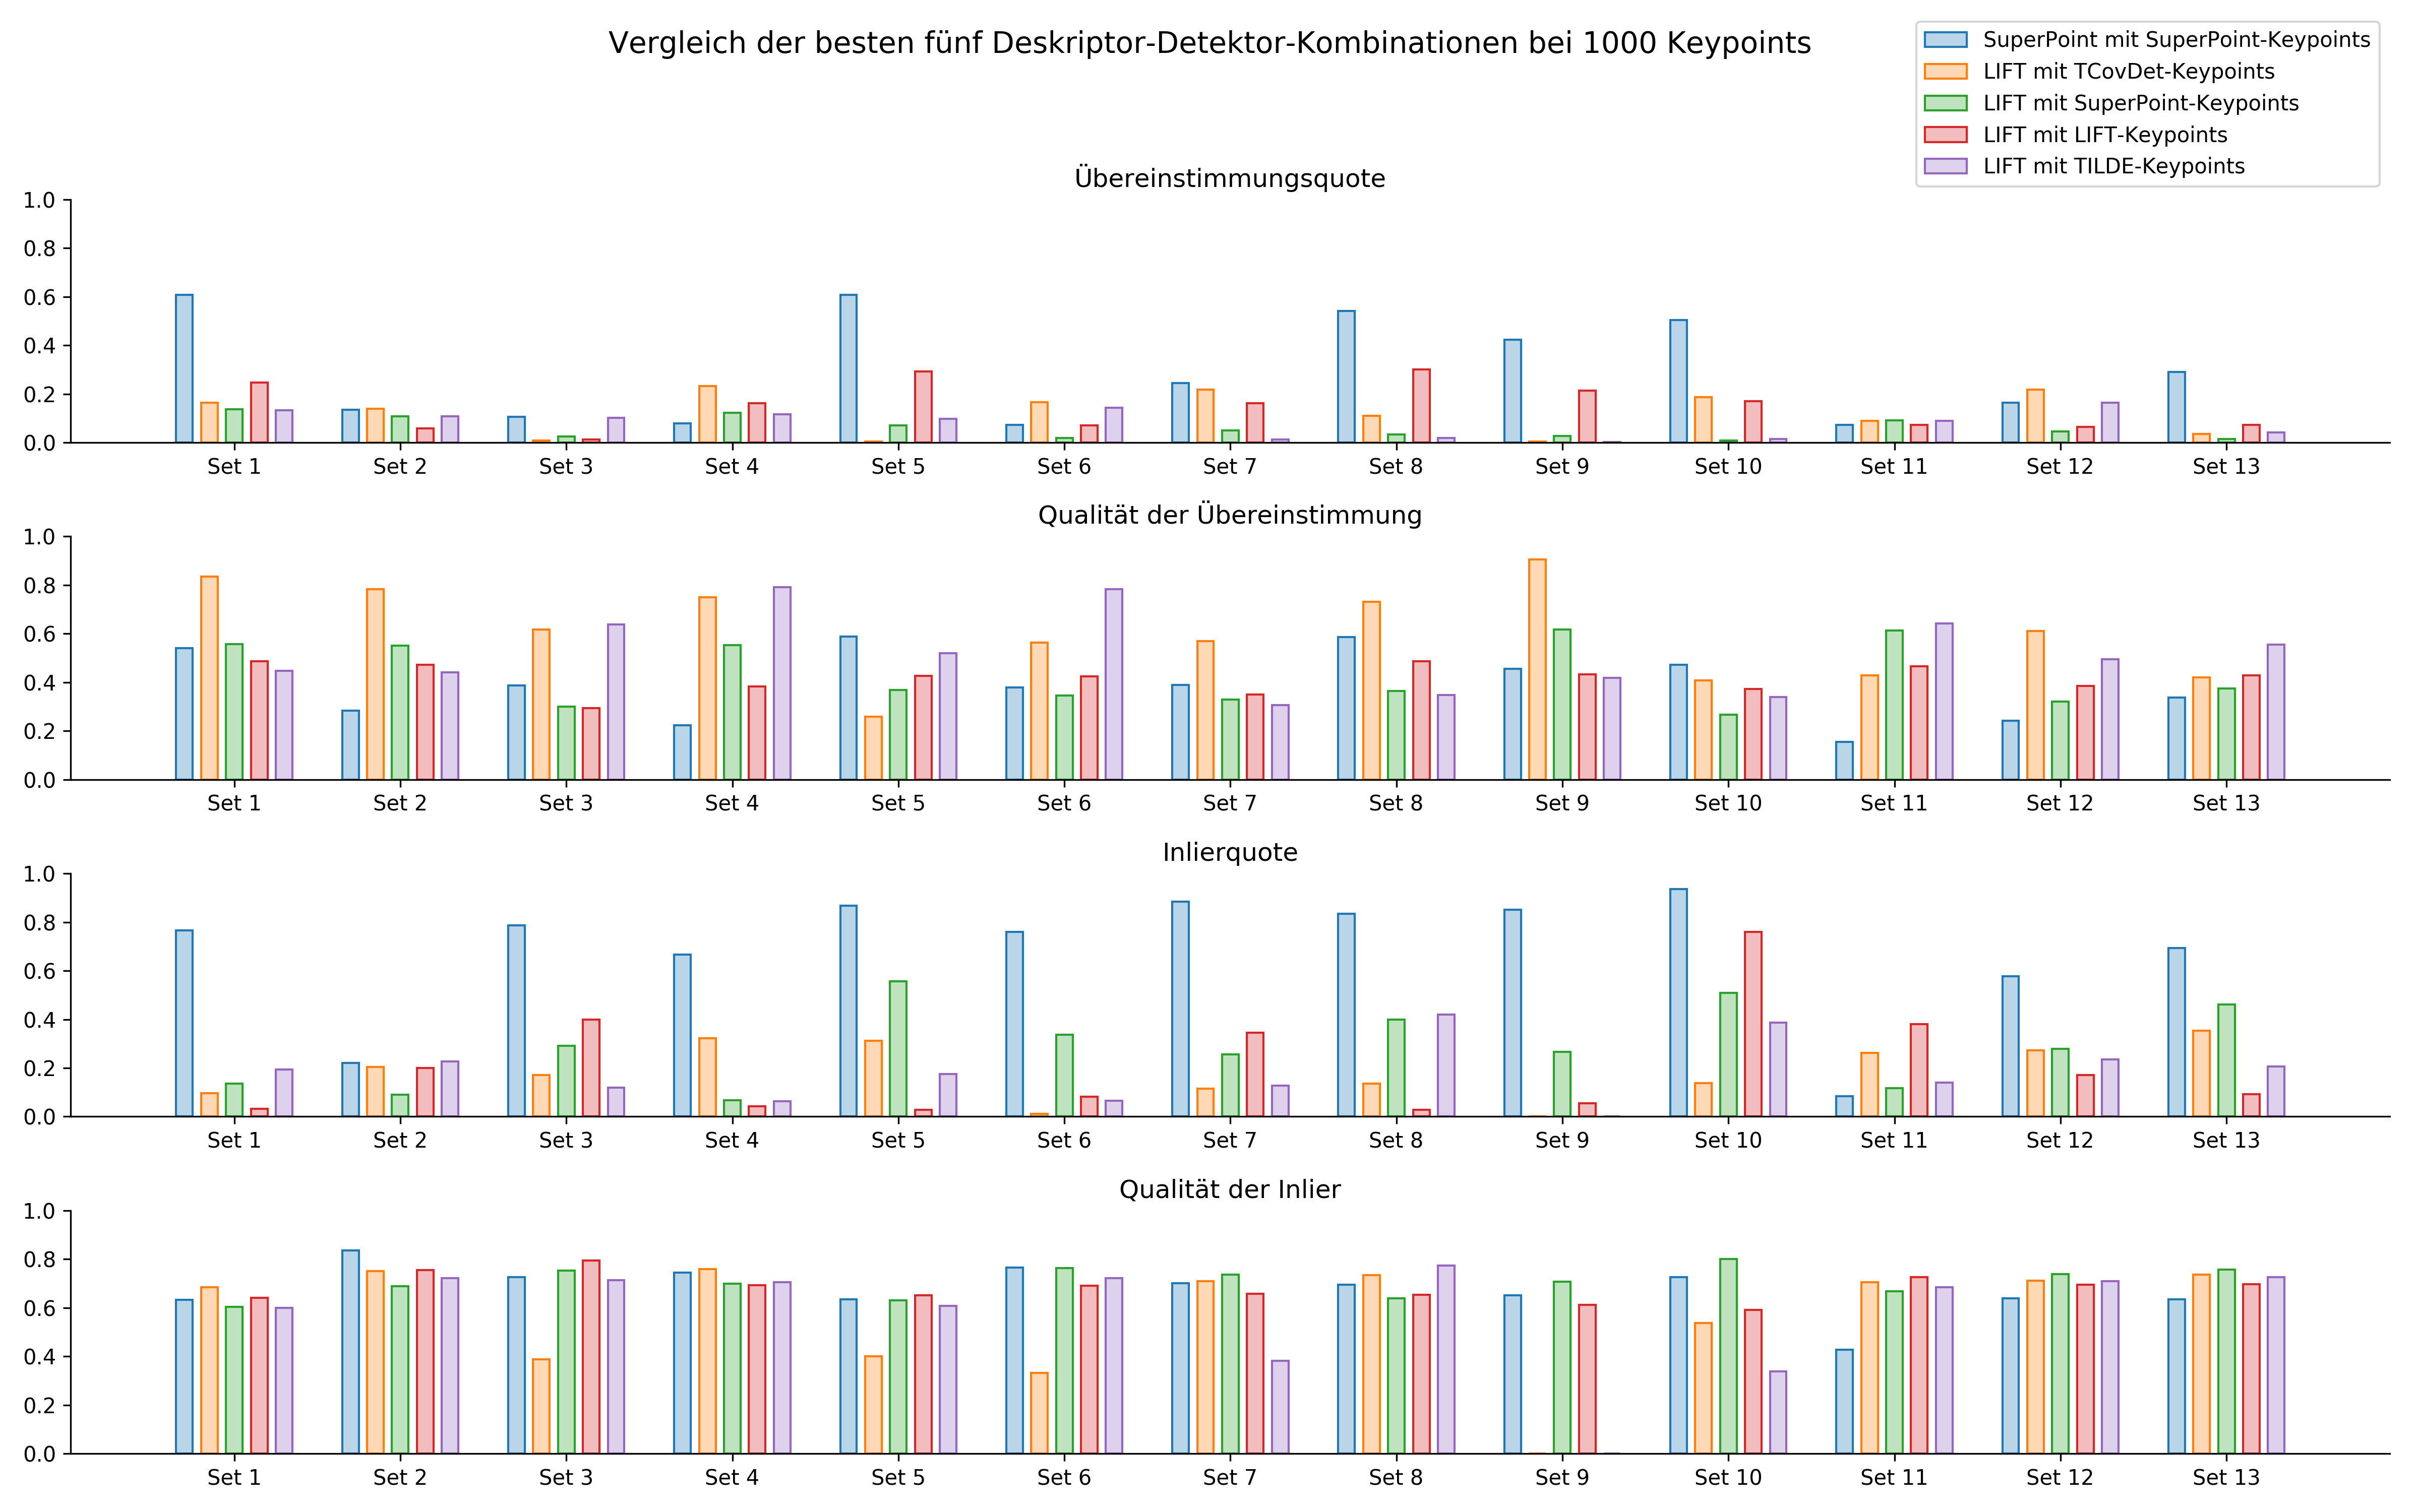 Vergleich der besten fünf Deskriptor-Detektor-Kombinationen bei 1000 Keypoints
SuperPoint mit SuperPoint-Keypoints
LIFT mit TCovDet-Keypoints
LIFT mit SuperPoint-Keypoints
LIFT mit LIFT-Keypoints
LIFT mit TILDE-Keypoints
Übereinstimmungsquote
1.0
0.8
0.6
0.4
0.2
0.0
Set 1 Set 2 Set 3 Set 4 Set 5 Set 6 Set 7 Set 8 Set 9 Set 10 Set 11 Set 12 Set 13
Qualität der Übereinstimmung
1.0
0.8
0.6
0.4
0.2
0.0
Set 1 Set 2 Set 3 Set 4 Set 5 Set 6 Set 7 Set 8 Set 9 Set 10 Set 11 Set 12 Set 13
Inlierquote
1.0
0.8
0.6
0.4
0.2
0.0
Set 1 Set 2 Set 3 Set 4 Set 5 Set 6 Set 7 Set 8 Set 9 Set 10 Set 11 Set 12 Set 13
Qualität der Inlier
1.0
0.8
0.6
0.4
0.2
0.0
Set 1 Set 2 Set 3 Set 4 Set 5 Set 6 Set 7 Set 8 Set 9 Set 10 Set 11 Set 12 Set 13